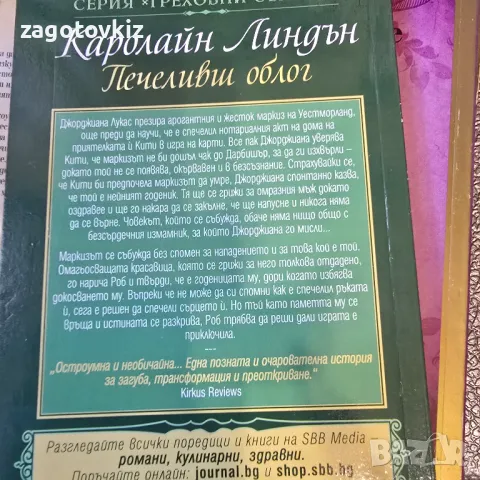 СЕРИЯ «ГРЕХОВНИ
zagotovkiz
Каролайн Линдън
Печеливш облог
Джорджиана Лукас презира арогантния и жесток маркиз на Уестморланд,
още преди да научи, че е спечелил нотариалния акт на дома на
приятелката ѝ Кити в игра на карти. Все пак Джорджиана уверява
Кити, че маркизът не би дошъл чак до Дарбишър, за да ги изхвърли –
докато той не се появява, окървавен и в безсъзнание. Страхувайки се,
че Кити би предпочела маркизът да умре, Джорджиана спонтанно казва,
че той е нейният годеник. Тя ще се грижи за омразния мъж докато
оздравее и ще го накара да се закълне, че ще напусне и никога няма
да се върне. Човекът, който се събужда, обаче няма нищо общо с
безсърдечния измамник, за който Джорджиана го мисли...
Маркизът се събужда без спомен за нападението и за това кой е той.
Омагьосващата красавица, която се грижи за него толкова отдадено,
го нарича Роб и твърди, че е годеницата му, дори когато избягва
докосването му. Въпреки че не може да си спомни как е спечелил ръката
ѝ, сега е решен да спечели сърцето ѝ. Но тъй като паметта му се
връща и истината се разкрива, Роб трябва да реши дали играта е
приключила.
„Остроумна и необичайна... Една позната и очарователна история
за загуба, трансформация и преоткриване.“
Kirkus Reviews
Разгледайте всички поредици и книги на SBB Media
романи, кулинарни, здравни.
Поръчайте онлайн: journal.bg и shop.sbb.bg
bazar